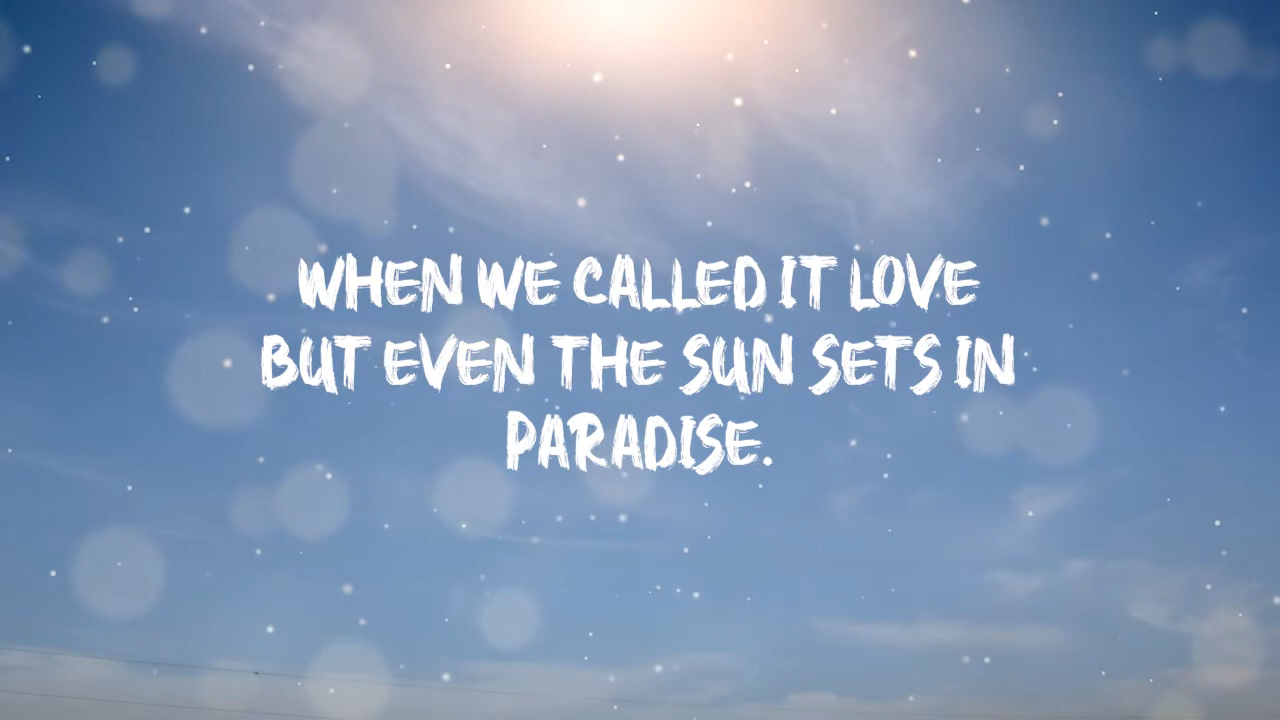 WHEN WE CALLED IT LOVE
BUT EVEN THE SUN SETS IN
PARADISE.